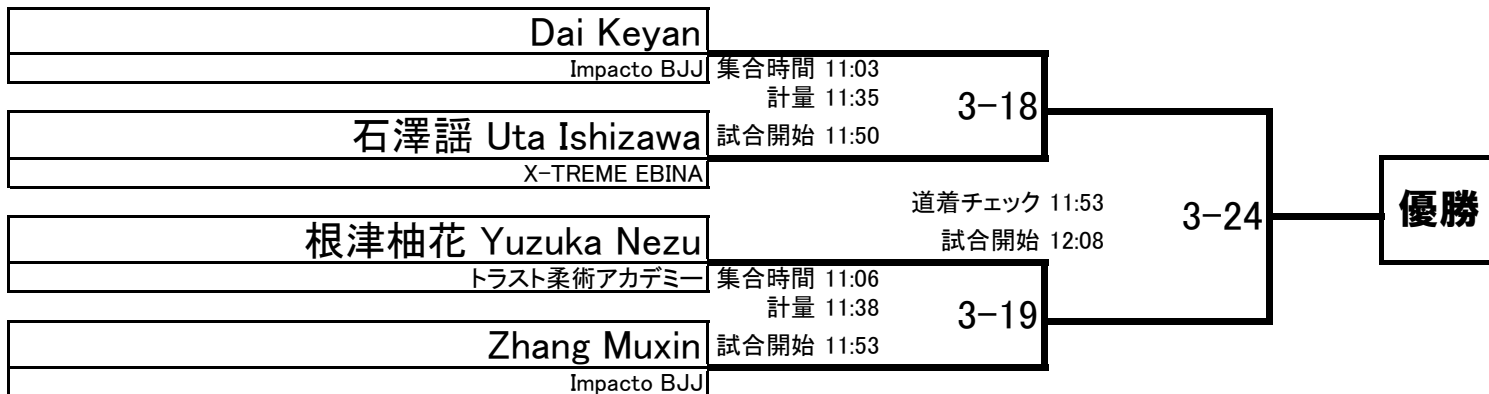 Dai Keyan
Impacto BJJ
集合時間 11:03
計量 11:35
3-18
石澤謡 Uta Ishizawa
試合開始 11:50
X-TREME EBINA
道着チェック 11:53
3-24
優勝
試合開始 12:08
根津柚花 Yuzuka Nezu
トラスト柔術アカデミー
集合時間 11:06
計量 11:38
3-19
Zhang Muxin
試合開始 11:53
Impacto BJJ